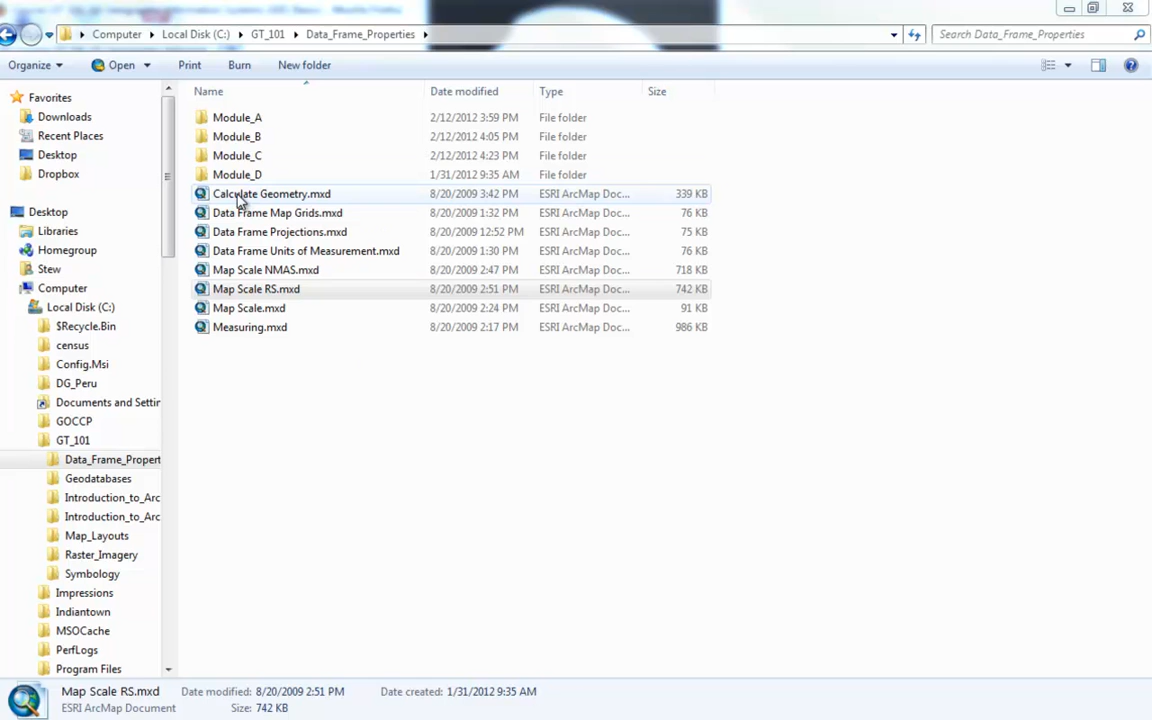 Computer Local Disk (C:) GT_101 Data_Frame_Properties Search Data_Frame_Properties
Organize Open Print Burn New folder
Favorites
Downloads
Recent Places
Desktop
Dropbox
Desktop
Libraries
Homegroup
Stew
Computer
Local Disk (C:)
$Recycle.Bin
census
Config.Msi
DG_Peru
Documents and Settin
GOCCP
GT_101
Data_Frame_Propert
Geodatabases
Introduction_to_Arc
Introduction_to_Arc
Map_Layouts
Raster_Imagery
Symbology
Impressions
Indiantown
MSOCache
PerfLogs
Program Files
Name Date modified Type Size
Module_A 2/12/2012 3:59 PM File folder
Module_B 2/12/2012 4:05 PM File folder
Module_C 2/12/2012 4:23 PM File folder
Module_D 1/31/2012 9:35 AM File folder
Calculate Geometry.mxd 8/20/2009 3:42 PM ESRI ArcMap Doc... 339 KB
Data Frame Map Grids.mxd 8/20/2009 1:32 PM ESRI ArcMap Doc... 76 KB
Data Frame Projections.mxd 8/20/2009 12:52 PM ESRI ArcMap Doc... 75 KB
Data Frame Units of Measurement.mxd 8/20/2009 1:30 PM ESRI ArcMap Doc... 76 KB
Map Scale NMAS.mxd 8/20/2009 2:47 PM ESRI ArcMap Doc... 718 KB
Map Scale RS.mxd 8/20/2009 2:51 PM ESRI ArcMap Doc... 742 KB
Map Scale.mxd 8/20/2009 2:24 PM ESRI ArcMap Doc... 91 KB
Measuring.mxd 8/20/2009 2:17 PM ESRI ArcMap Doc... 986 KB
Map Scale RS.mxd Date modified: 8/20/2009 2:51 PM Date created: 1/31/2012 9:35 AM
ESRI ArcMap Document Size: 742 KB